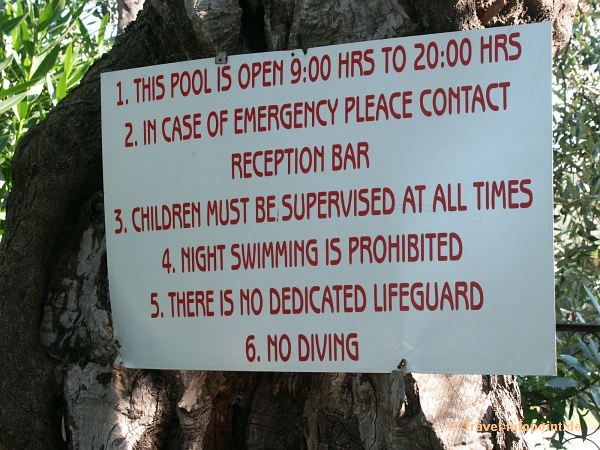 1. THIS POOL IS OPEN 9:00 HRS TO 20:00 HRS
2. IN CASE OF EMERGENCY PLEACE CONTACT
RECEPTION BAR
3. CHILDREN MUST BE SUPERVISED AT ALL TIMES
4. NIGHT SWIMMING IS PROHIBITED
5. THERE IS NO DEDICATED LIFEGUARD
6. NO DIVING